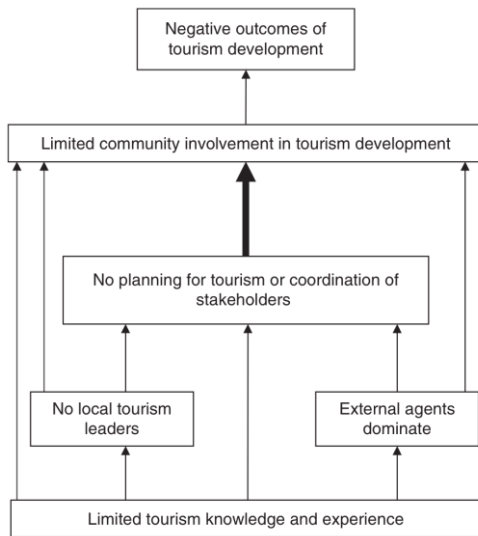 Negative outcomes of
tourism development
Limited community involvement in tourism development
No planning for tourism or coordination of
stakeholders
No local tourism
leaders
External agents
dominate
Limited tourism knowledge and experience